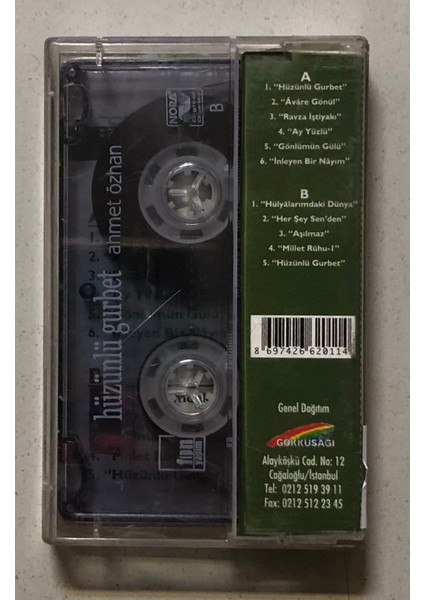 A
1. "Hüzünlü Gurbet"
2. "Âvâre Gönül"
3. "Ravza İştiyakı"
4. "Ay Yüzlü"
5. "Gönlümün Gülü"
6. "İnleyen Bir Nâyım"
B
1. "Hülyâlarımdaki Dünya"
2. "Her Şey Sen'den"
3. "Aşılmaz"
4. "Millet Rûhu-I"
5. "Hüzünlü Gurbet"
8 697426 620114
Genel Dağıtım
GÖKKUŞAĞI
Alayköşkü Cad. No: 12
Cağaloğlu/İstanbul
Tel: 0212 519 39 11
Fax: 0212 512 23 45
hüzünlü gurbet
ahmet özhan
NORA
B
fon